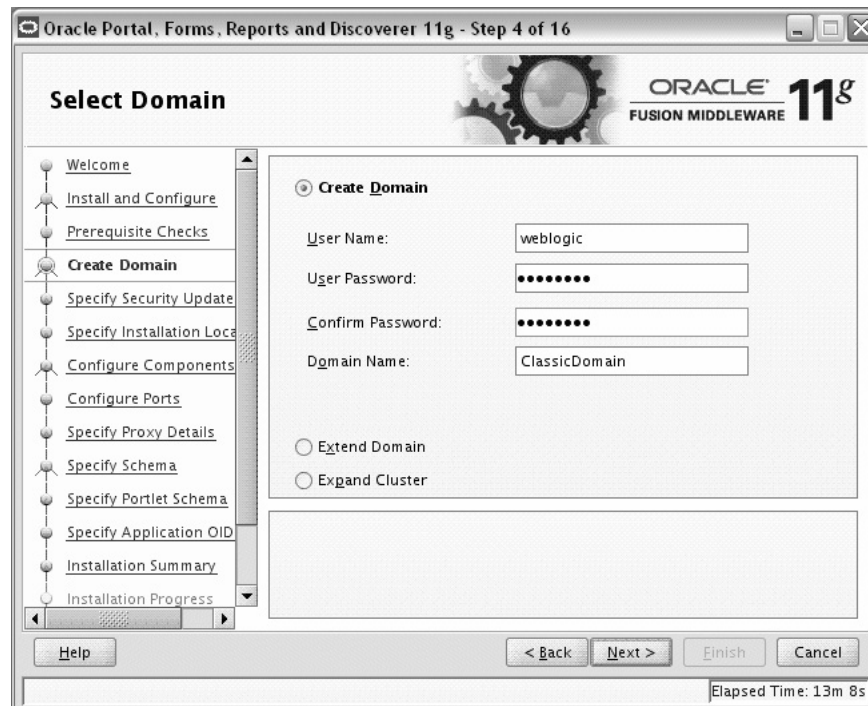 Oracle Portal, Forms, Reports and Discoverer 11g - Step 4 of 16
Select Domain
ORACLE
FUSION MIDDLEWARE 11g
Welcome
Install and Configure
Prerequisite Checks
Create Domain
Specify Security Update
Specify Installation Loca
Configure Components
Configure Ports
Specify Proxy Details
Specify Schema
Specify Portlet Schema
Specify Application OID
Installation Summary
Installation Progress
Create Domain
User Name: weblogic
User Password: ••••••••
Confirm Password: ••••••••
Domain Name: ClassicDomain
Extend Domain
Expand Cluster
Help < Back Next > Finish Cancel
Elapsed Time: 13m 8s